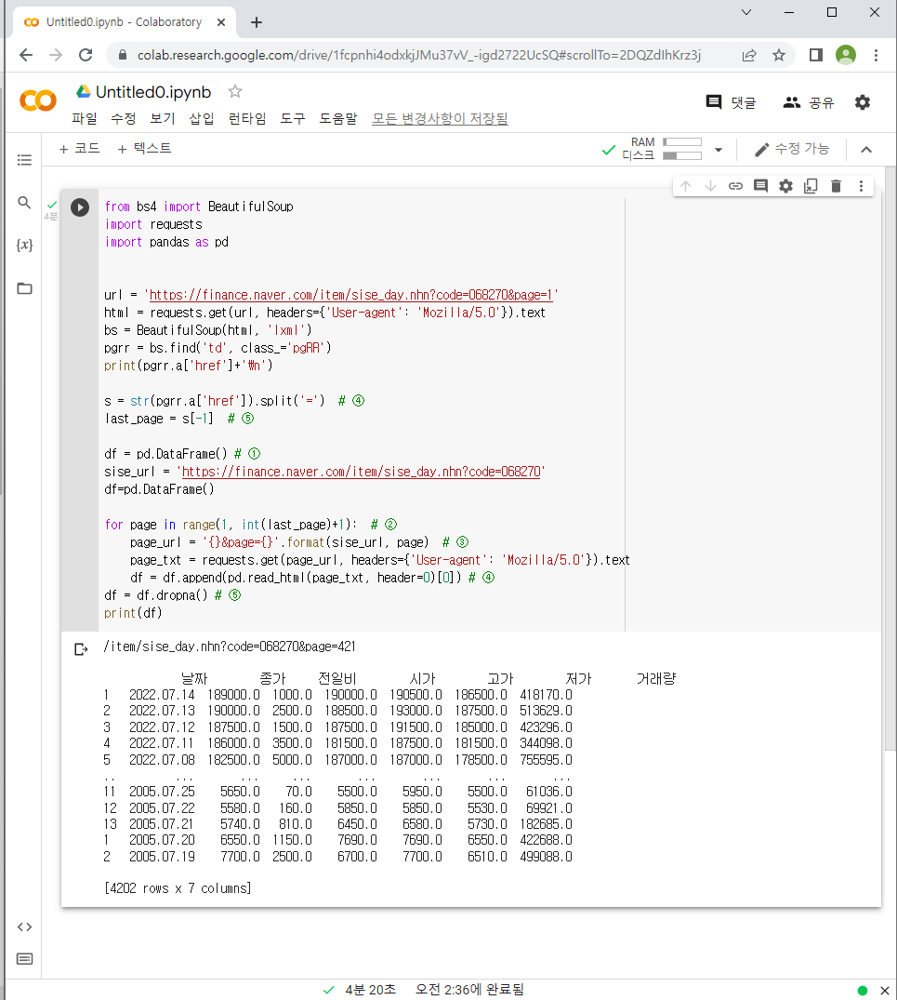 Untitled0.ipynb - Colaboratory
colab.research.google.com/drive/1fcpnhi4odxkjJMu37vV_-igd2722UcSQ#scrollTo=2DQZdIhKrz3j
CO
Untitled0.ipynb
댓글
공유
파일 수정 보기 삽입 런타임 도구 도움말 모든 변경사항이 저장됨
+ 코드 + 텍스트
RAM
디스크
수정 가능
4분
{x}
from bs4 import BeautifulSoup
import requests
import pandas as pd
url = 'https://finance.naver.com/item/sise_day.nhn?code=068270&page=1'
html = requests.get(url, headers={'User-agent': 'Mozilla/5.0'}).text
bs = BeautifulSoup(html, 'lxml')
pgrr = bs.find('td', class_='pgRR')
print(pgrr.a['href']+'₩n')
s = str(pgrr.a['href']).split('=')  # ④
last_page = s[-1]  # ⑤
df = pd.DataFrame() # ①
sise_url = 'https://finance.naver.com/item/sise_day.nhn?code=068270'
df=pd.DataFrame()
for page in range(1, int(last_page)+1):  # ②
    page_url = '{}&page={}'.format(sise_url, page)  # ③
    page_txt = requests.get(page_url, headers={'User-agent': 'Mozilla/5.0'}).text
    df = df.append(pd.read_html(page_txt, header=0)[0]) # ④
df = df.dropna() # ⑤
print(df)
/item/sise_day.nhn?code=068270&page=421
날짜 종가 전일비 시가 고가 저가 거래량
1 2022.07.14 189000.0 1000.0 190000.0 190500.0 186500.0 418170.0
2 2022.07.13 190000.0 2500.0 188500.0 193000.0 187500.0 513629.0
3 2022.07.12 187500.0 1500.0 187500.0 191500.0 185000.0 423296.0
4 2022.07.11 186000.0 3500.0 181500.0 187500.0 181500.0 344098.0
5 2022.07.08 182500.0 5000.0 187000.0 187000.0 178500.0 755595.0
.. ... ... ... ... ... ... ...
11 2005.07.25 5650.0 70.0 5500.0 5950.0 5500.0 61036.0
12 2005.07.22 5580.0 160.0 5850.0 5850.0 5530.0 69921.0
13 2005.07.21 5740.0 810.0 6450.0 6580.0 5730.0 182685.0
1 2005.07.20 6550.0 1150.0 7690.0 7690.0 6550.0 422688.0
2 2005.07.19 7700.0 2500.0 6700.0 7700.0 6510.0 499088.0
[4202 rows x 7 columns]
4분 20초 오전 2:36에 완료됨